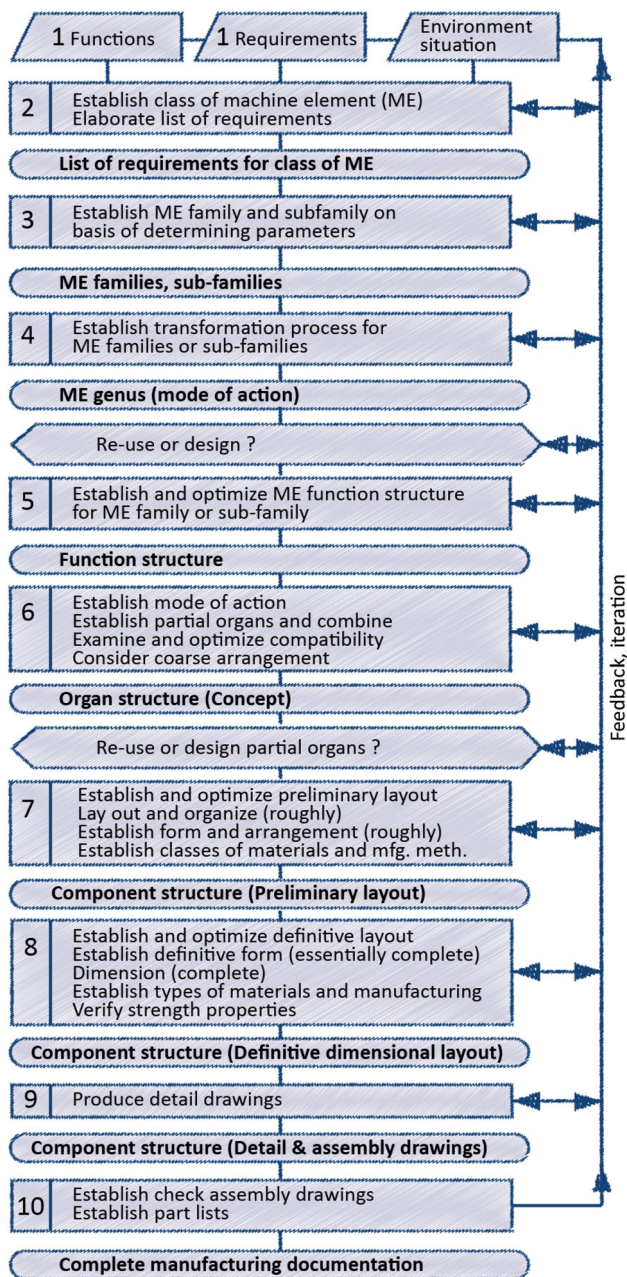 1 Functions
1 Requirements
Environment
situation
2
Establish class of machine element (ME)
Elaborate list of requirements
List of requirements for class of ME
3
Establish ME family and subfamily on
basis of determining parameters
ME families, sub-families
4
Establish transformation process for
ME families or sub-families
ME genus (mode of action)
Re-use or design ?
5
Establish and optimize ME function structure
for ME family or sub-family
Function structure
6
Establish mode of action
Establish partial organs and combine
Examine and optimize compatibility
Consider coarse arrangement
Organ structure (Concept)
Re-use or design partial organs ?
7
Establish and optimize preliminary layout
Lay out and organize (roughly)
Establish form and arrangement (roughly)
Establish classes of materials and mfg. meth.
Component structure (Preliminary layout)
8
Establish and optimize definitive layout
Establish definitive form (essentially complete)
Dimension (complete)
Establish types of materials and manufacturing
Verify strength properties
Component structure (Definitive dimensional layout)
9
Produce detail drawings
Component structure (Detail & assembly drawings)
10
Establish check assembly drawings
Establish part lists
Complete manufacturing documentation
Feedback, iteration